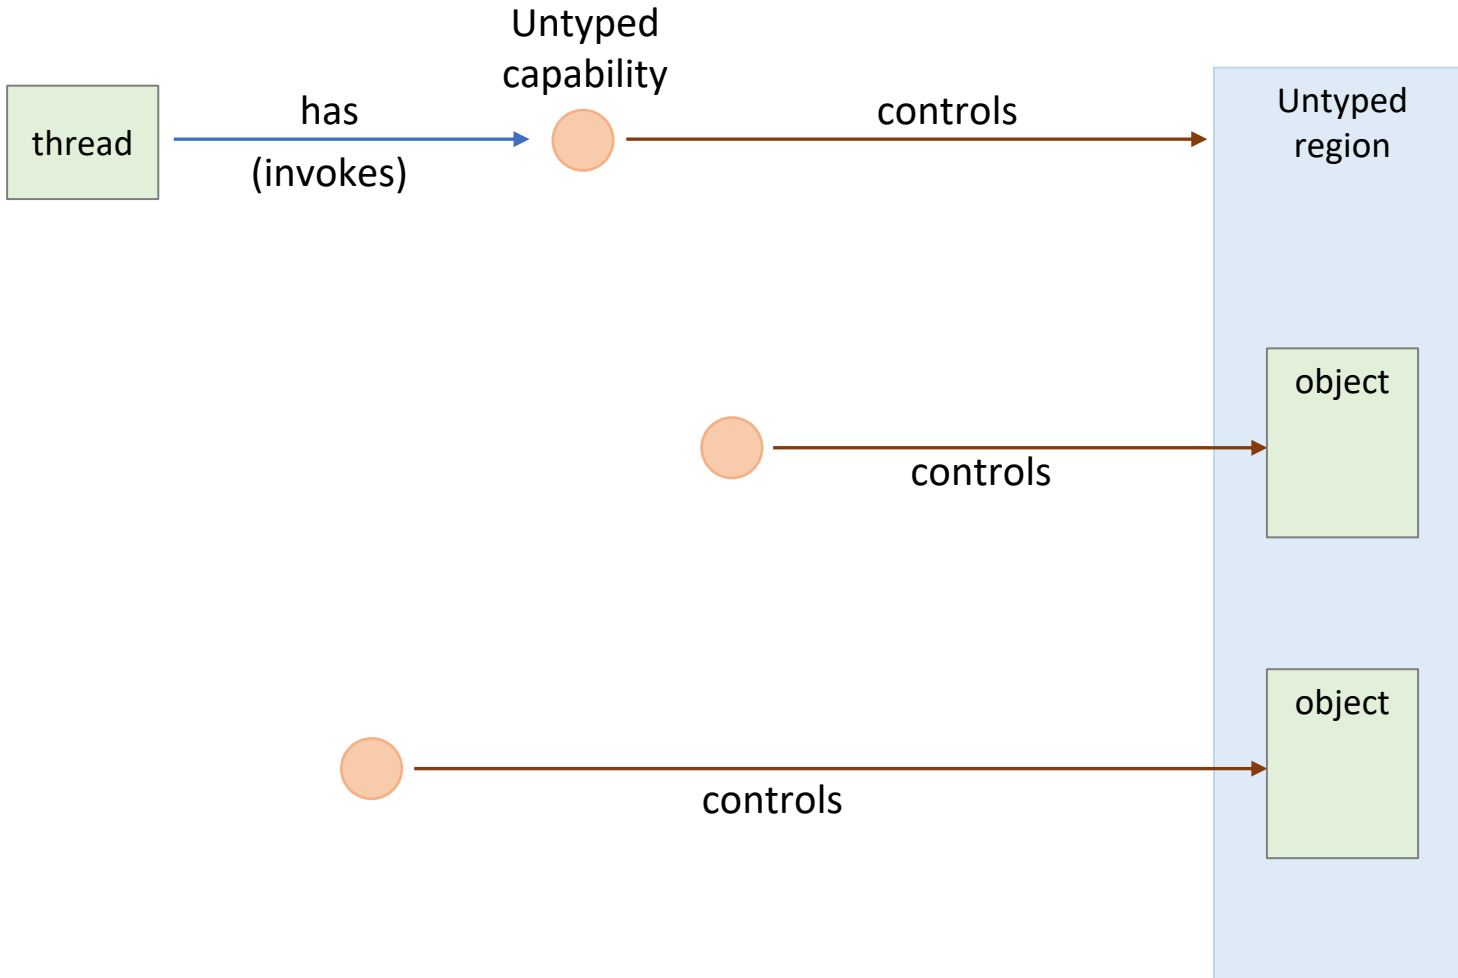 Untyped
capability
thread
has
(invokes)
controls
Untyped
region
object
controls
object
controls